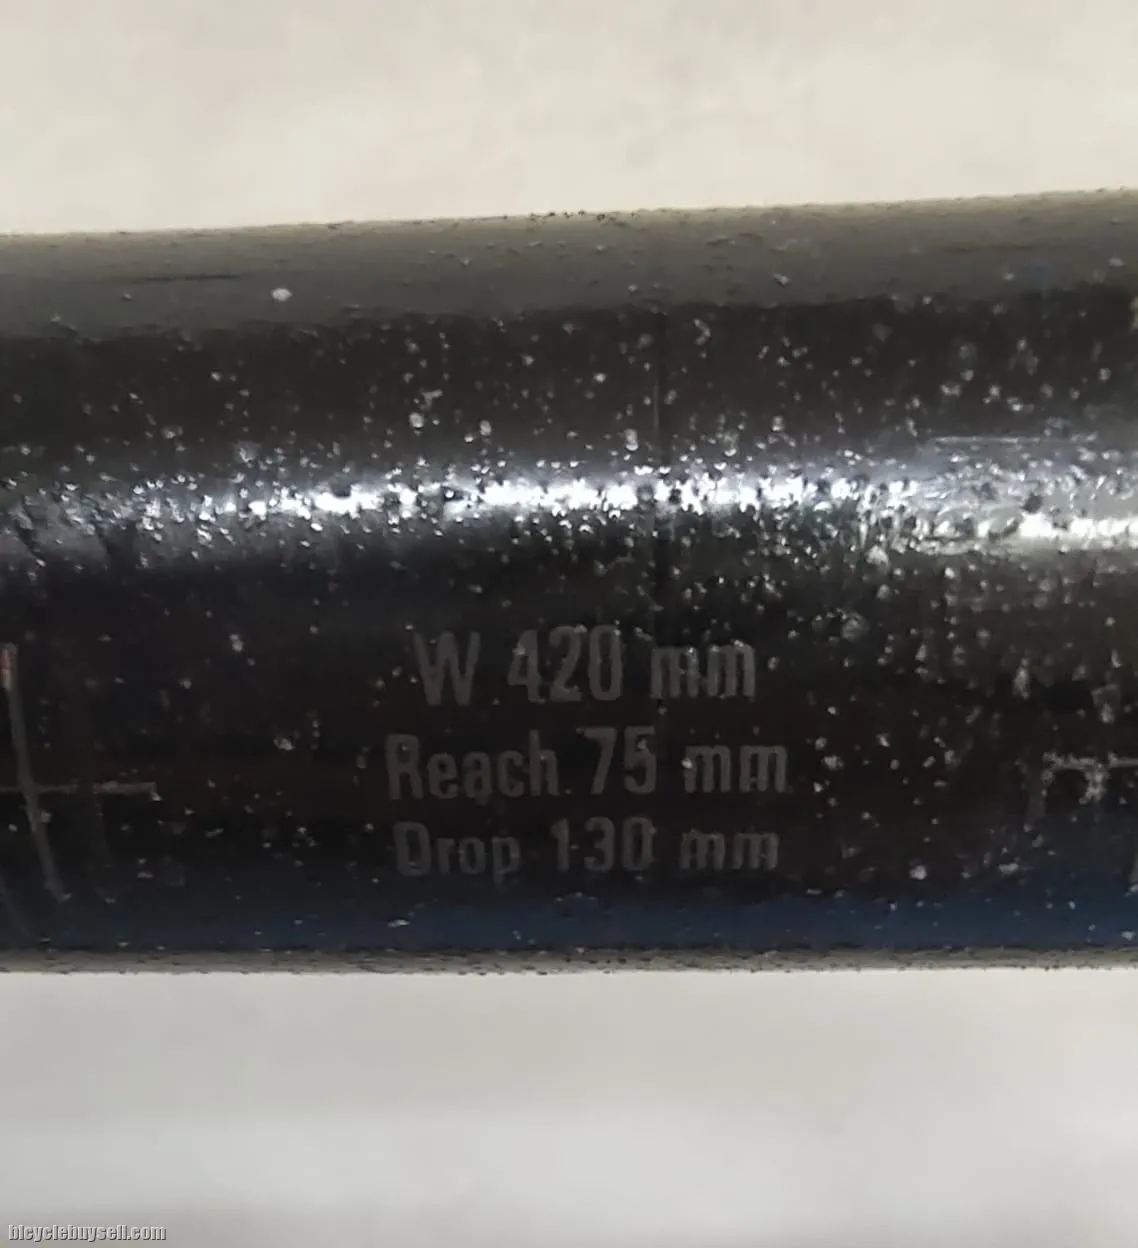 W 420 mm
Reach 75 mm
Drop 130 mm
bicyclebuysell.com